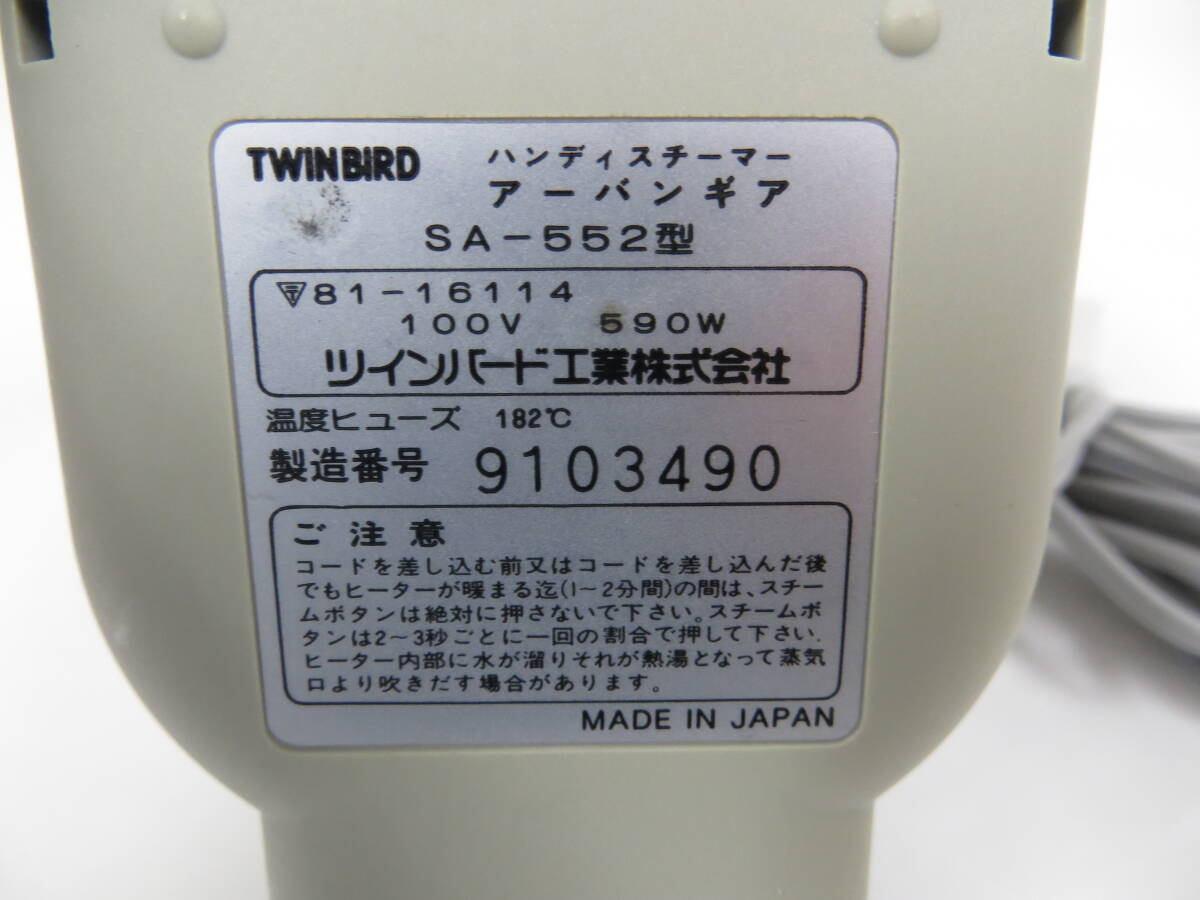 TWINBIRD ハンディスチーマー
アーバンギア
SA-552型
〒81-16114
100V 590W
ツインバード工業株式会社
温度ヒューズ 182℃
製造番号 9103490
ご注意
コードを差し込む前又はコードを差し込んだ後
でもヒーターが暖まる迄(1〜2分間)の間は、スチー
ムボタンは絶対に押さないで下さい。スチームボ
タンは2〜3秒ごとに一回の割合で押して下さい.
ヒーター内部に水が溜りそれが熱湯となって蒸気
口より吹きだす場合があります。
MADE IN JAPAN